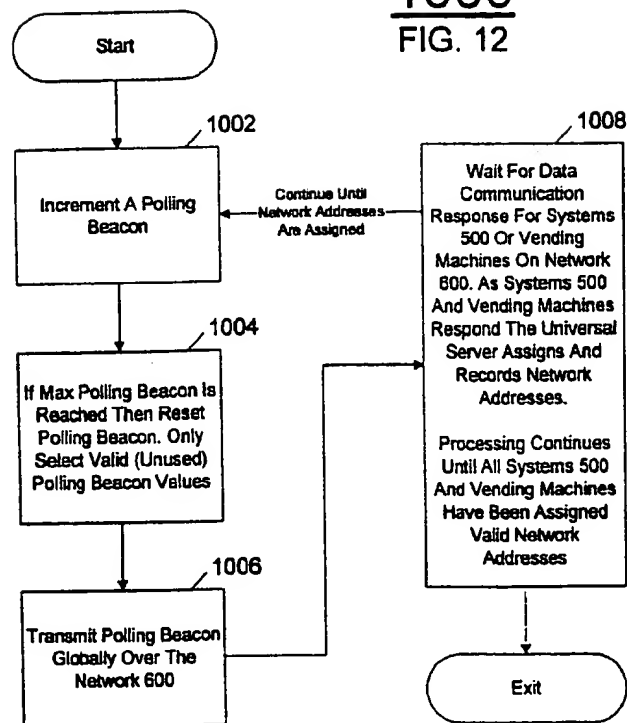 1000
FIG. 12
Start
1002
Increment A Polling
Beacon
1004
If Max Polling Beacon Is
Reached Then Reset
Polling Beacon. Only
Select Valid (Unused)
Polling Beacon Values
1006
Transmit Polling Beacon
Globally Over The
Network 600
Continue Until
Network Addresses
Are Assigned
1008
Wait For Data
Communication
Response For Systems
500 Or Vending
Machines On Network
600. As Systems 500
And Vending Machines
Respond The Universal
Server Assigns And
Records Network
Addresses.
Processing Continues
Until All Systems 500
And Vending Machines
Have Been Assigned
Valid Network
Addresses
Exit